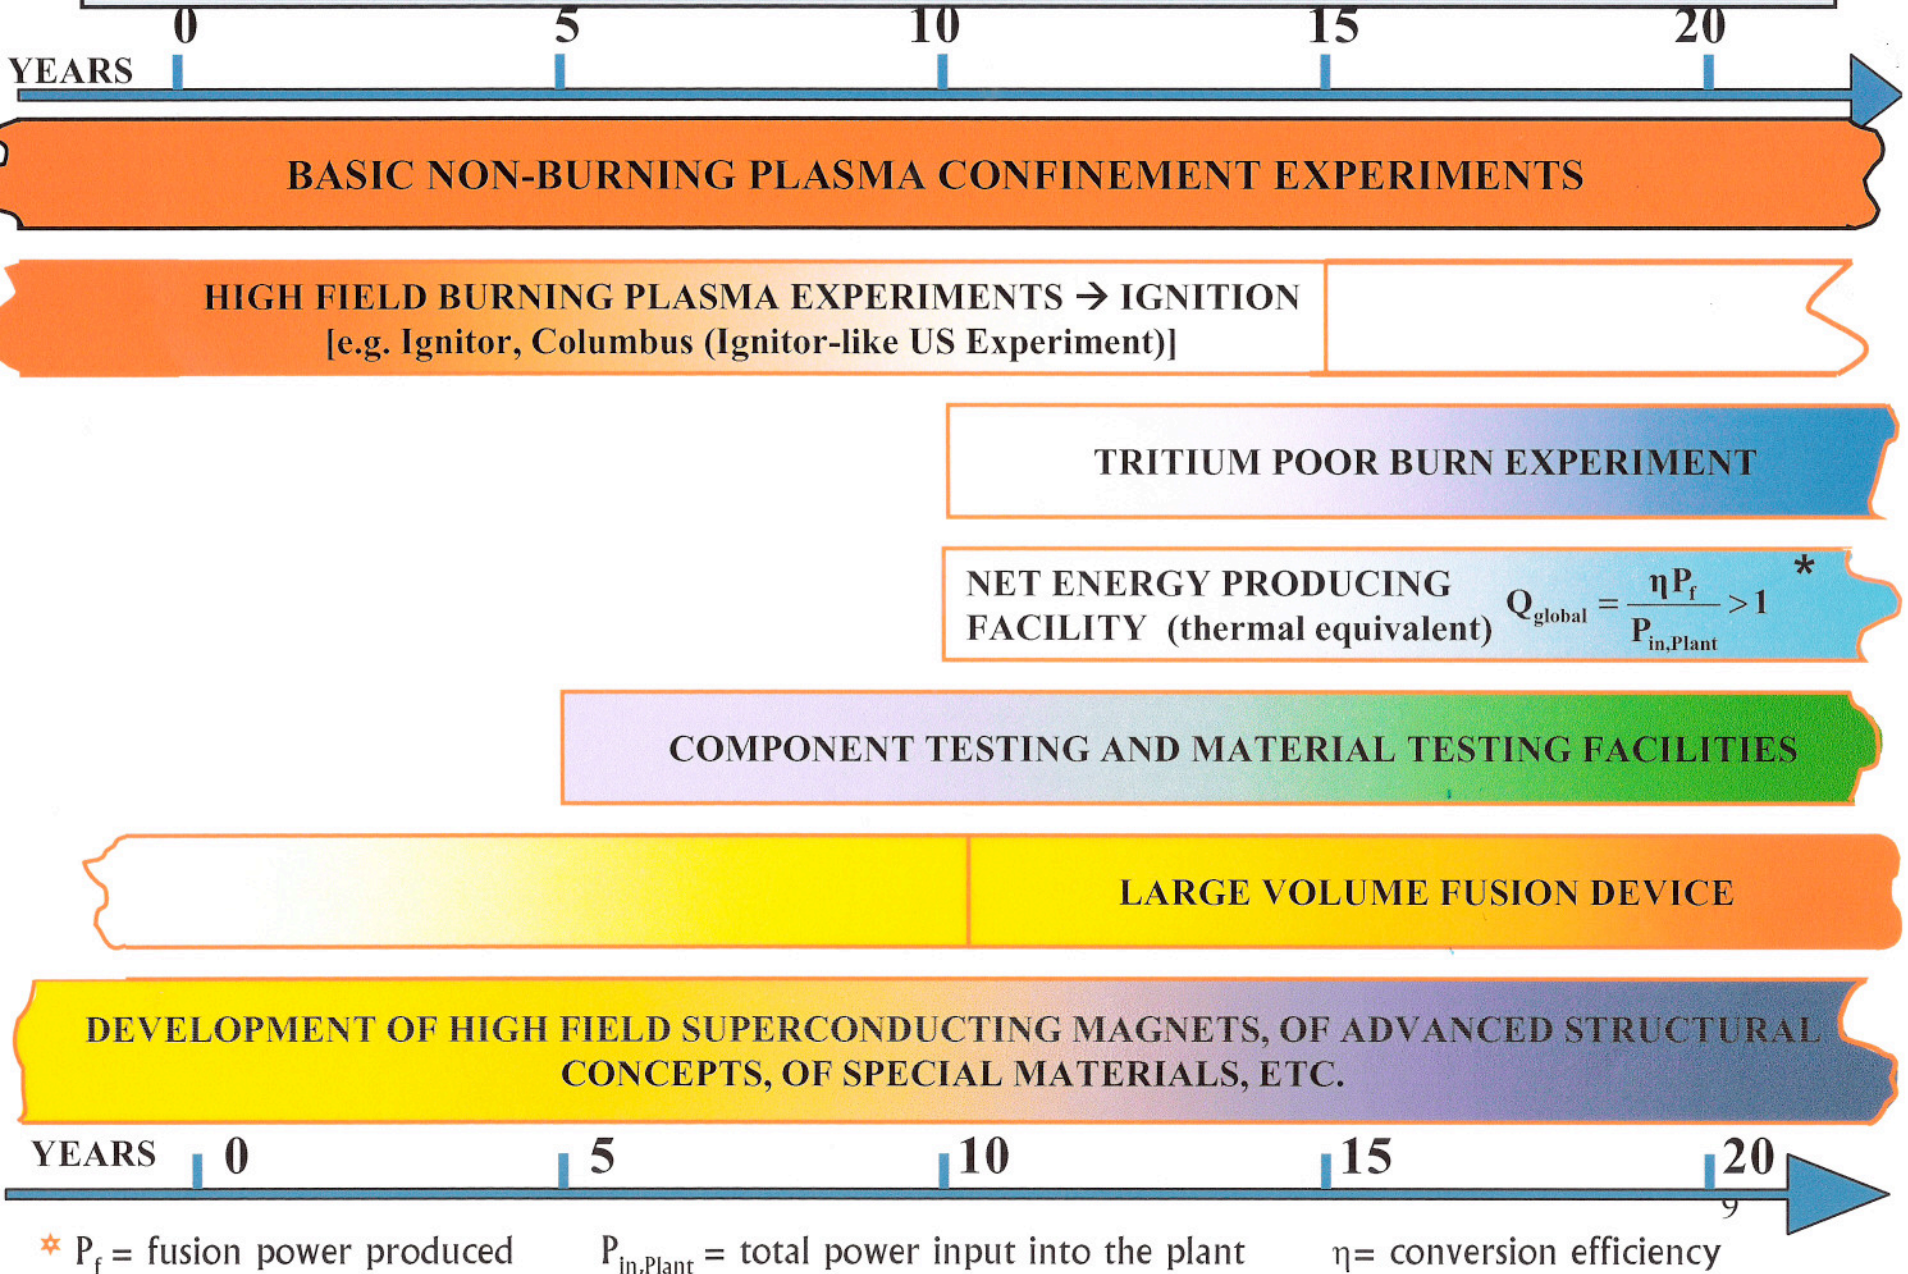 0 5 10 15 20
YEARS
BASIC NON-BURNING PLASMA CONFINEMENT EXPERIMENTS
HIGH FIELD BURNING PLASMA EXPERIMENTS → IGNITION
[e.g. Ignitor, Columbus (Ignitor-like US Experiment)]
TRITIUM POOR BURN EXPERIMENT
NET ENERGY PRODUCING
FACILITY (thermal equivalent) Q_global = ηP_f / P_in,Plant > 1 *
COMPONENT TESTING AND MATERIAL TESTING FACILITIES
LARGE VOLUME FUSION DEVICE
DEVELOPMENT OF HIGH FIELD SUPERCONDUCTING MAGNETS, OF ADVANCED STRUCTURAL
CONCEPTS, OF SPECIAL MATERIALS, ETC.
YEARS 0 5 10 15 20
9
* P_f = fusion power produced P_in,Plant = total power input into the plant η= conversion efficiency